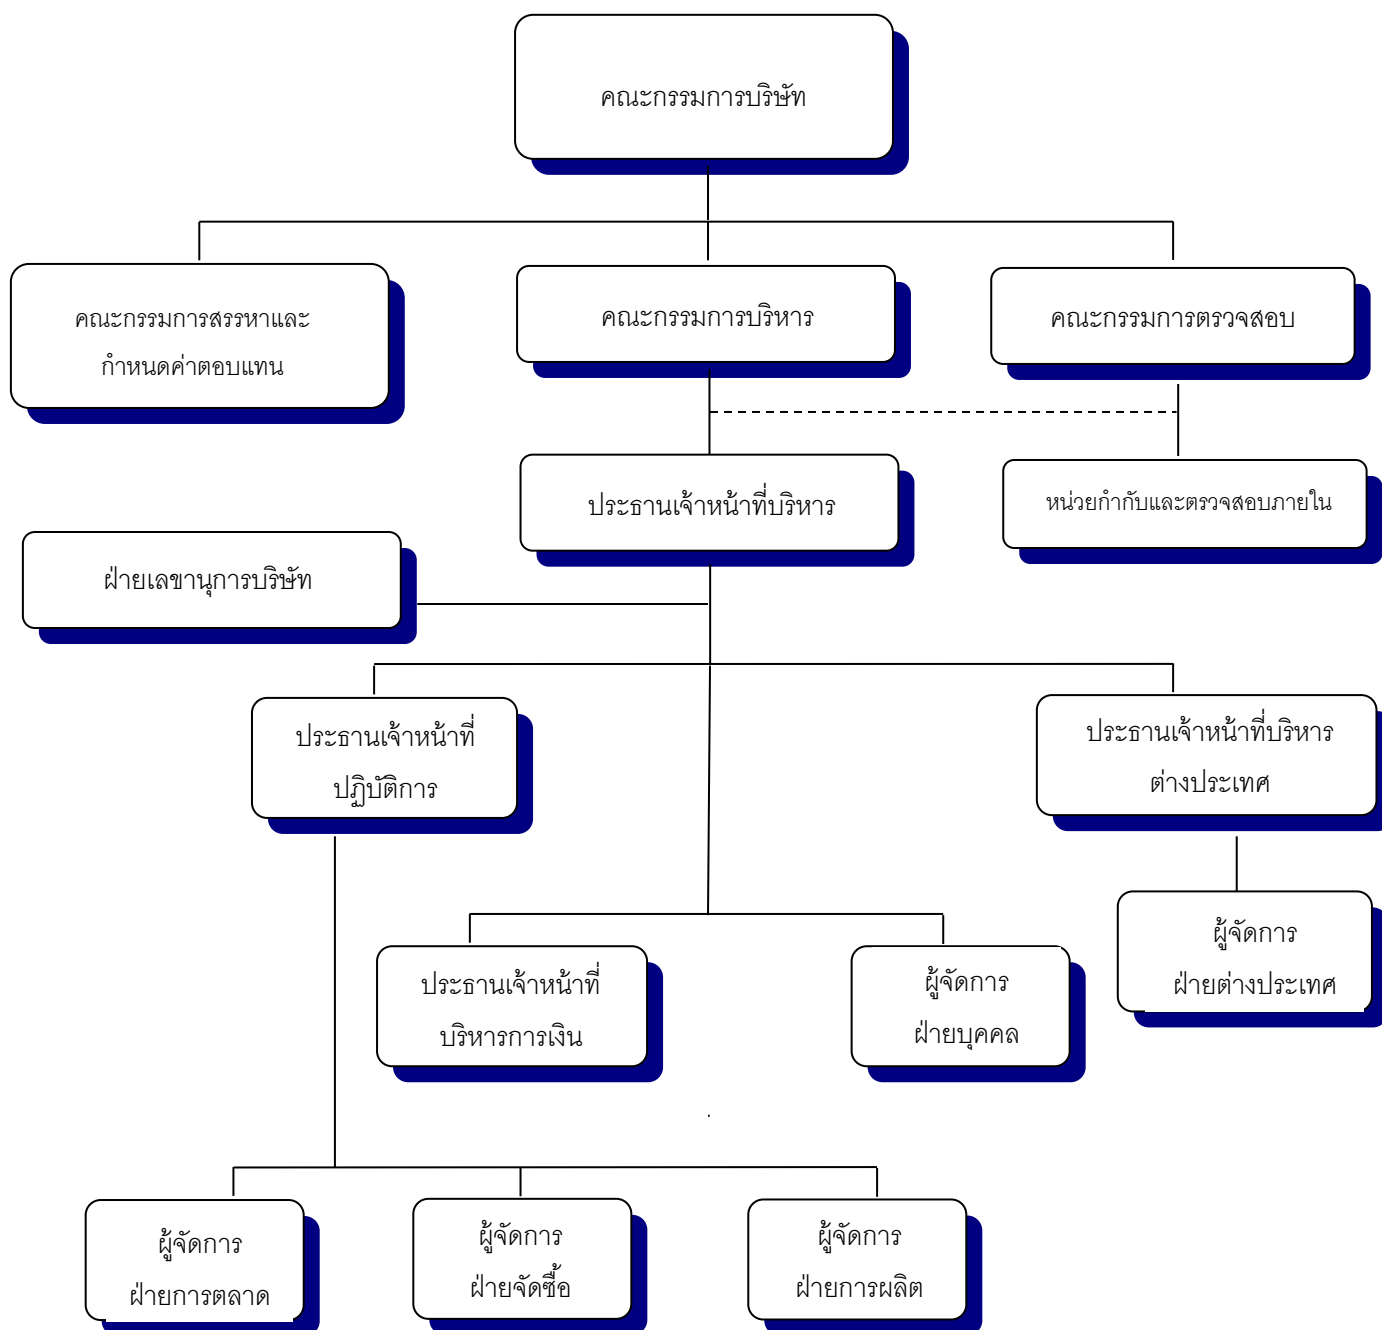 คณะกรรมการบริษัท
คณะกรรมการสรรหาและ
กำหนดค่าตอบแทน
คณะกรรมการบริหาร
คณะกรรมการตรวจสอบ
ประธานเจ้าหน้าที่บริหาร
หน่วยกำกับและตรวจสอบภายใน
ฝ่ายเลขานุการบริษัท
ประธานเจ้าหน้าที่
ปฏิบัติการ
ประธานเจ้าหน้าที่บริหาร
ต่างประเทศ
ผู้จัดการ
ฝ่ายต่างประเทศ
ประธานเจ้าหน้าที่
บริหารการเงิน
ผู้จัดการ
ฝ่ายบุคคล
ผู้จัดการ
ฝ่ายการตลาด
ผู้จัดการ
ฝ่ายจัดซื้อ
ผู้จัดการ
ฝ่ายการผลิต